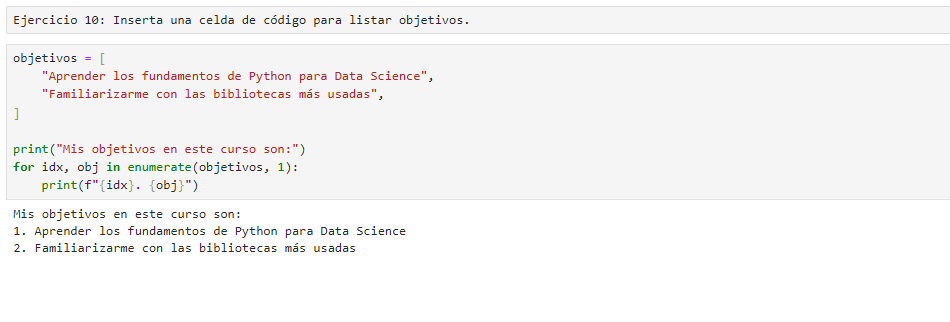 Ejercicio 10: Inserta una celda de código para listar objetivos.
objetivos = [
    "Aprender los fundamentos de Python para Data Science",
    "Familiarizarme con las bibliotecas más usadas",
]
print("Mis objetivos en este curso son:")
for idx, obj in enumerate(objetivos, 1):
    print(f"{idx}. {obj}")
Mis objetivos en este curso son:
1. Aprender los fundamentos de Python para Data Science
2. Familiarizarme con las bibliotecas más usadas